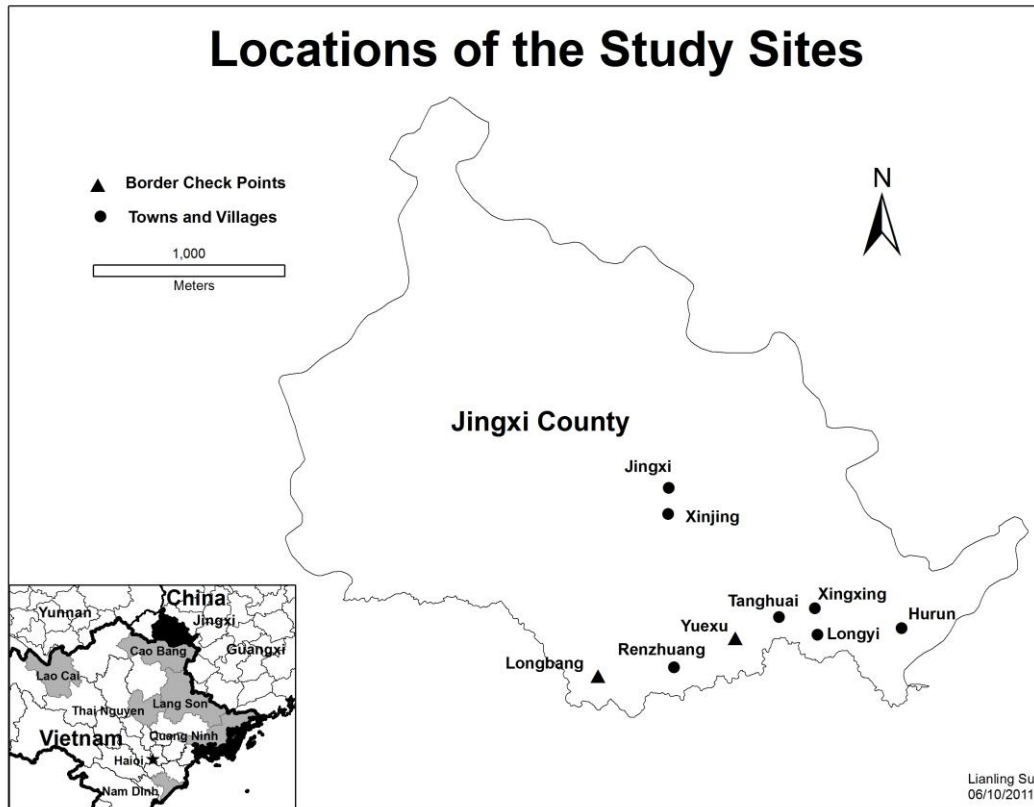 Locations of the Study Sites
N
Border Check Points
Towns and Villages
1,000
Meters
Jingxi County
Jingxi
Xinjing
Xingxing
Tanghuai
Hurun
Yuexu
Longyi
Renzhuang
Longbang
China
Yunnan
Jingxi
Guangxi
Cao Bang
Lao Cai
Lang Son
Thai Nguyen
Vietnam
Quang Ninh
Haioi
Nam Dinh
Lianling Su
06/10/2011